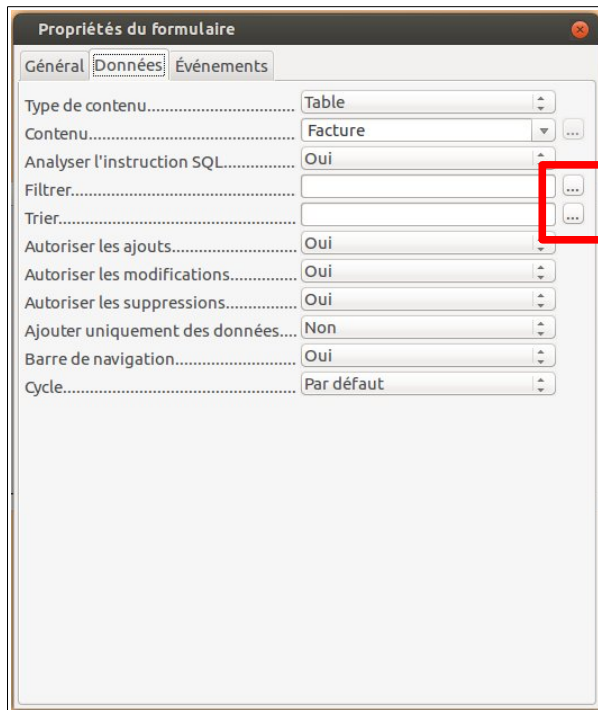 Propriétés du formulaire
Général Données Événements
Type de contenu................................. Table
Contenu............................................ Facture ...
Analyser l'instruction SQL............... Oui
Filtrer................................................. ...
Trier.................................................... ...
Autoriser les ajouts........................... Oui
Autoriser les modifications.............. Oui
Autoriser les suppressions............... Oui
Ajouter uniquement des données.... Non
Barre de navigation........................... Oui
Cycle................................................... Par défaut